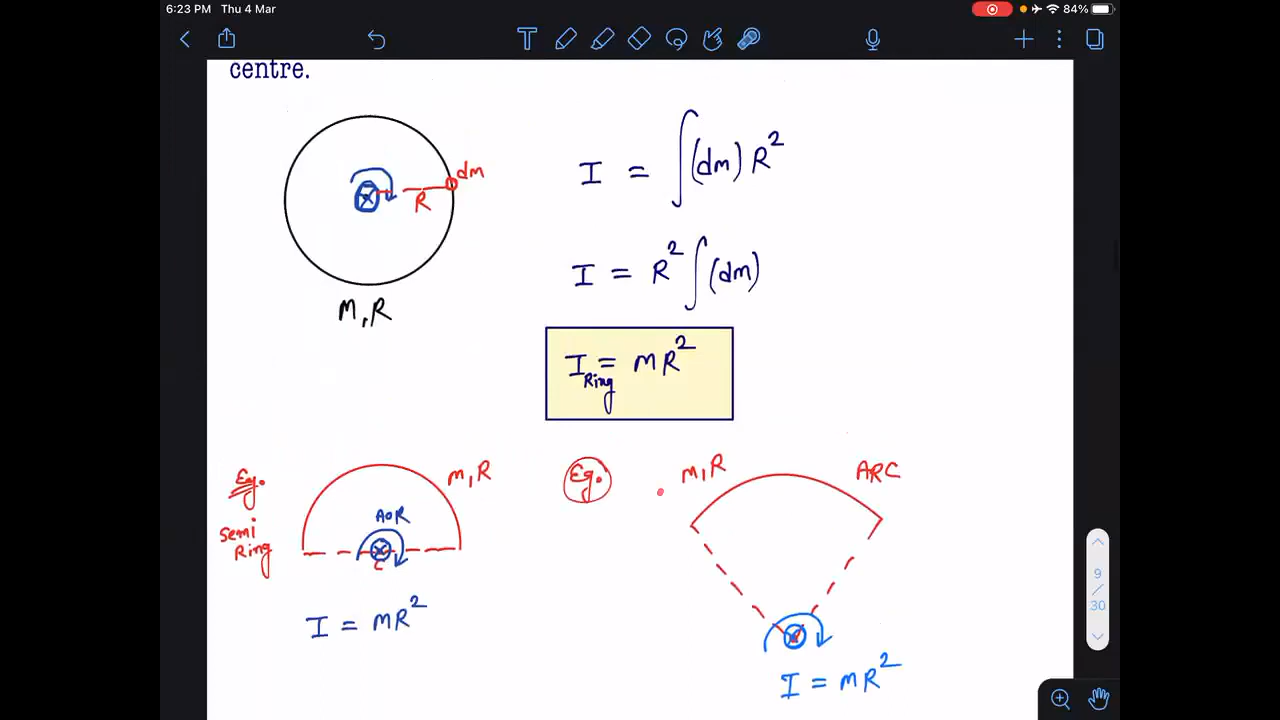 6:23 PM Thu 4 Mar
84%
T
centre.
dm
R
M,R
I = ∫(dm)R²
I = R²∫(dm)
I Ring = MR²
Eg.
Semi Ring
M,R
AOR
C
I = MR²
Eg.
M,R
ARC
I = MR²
9
/
30